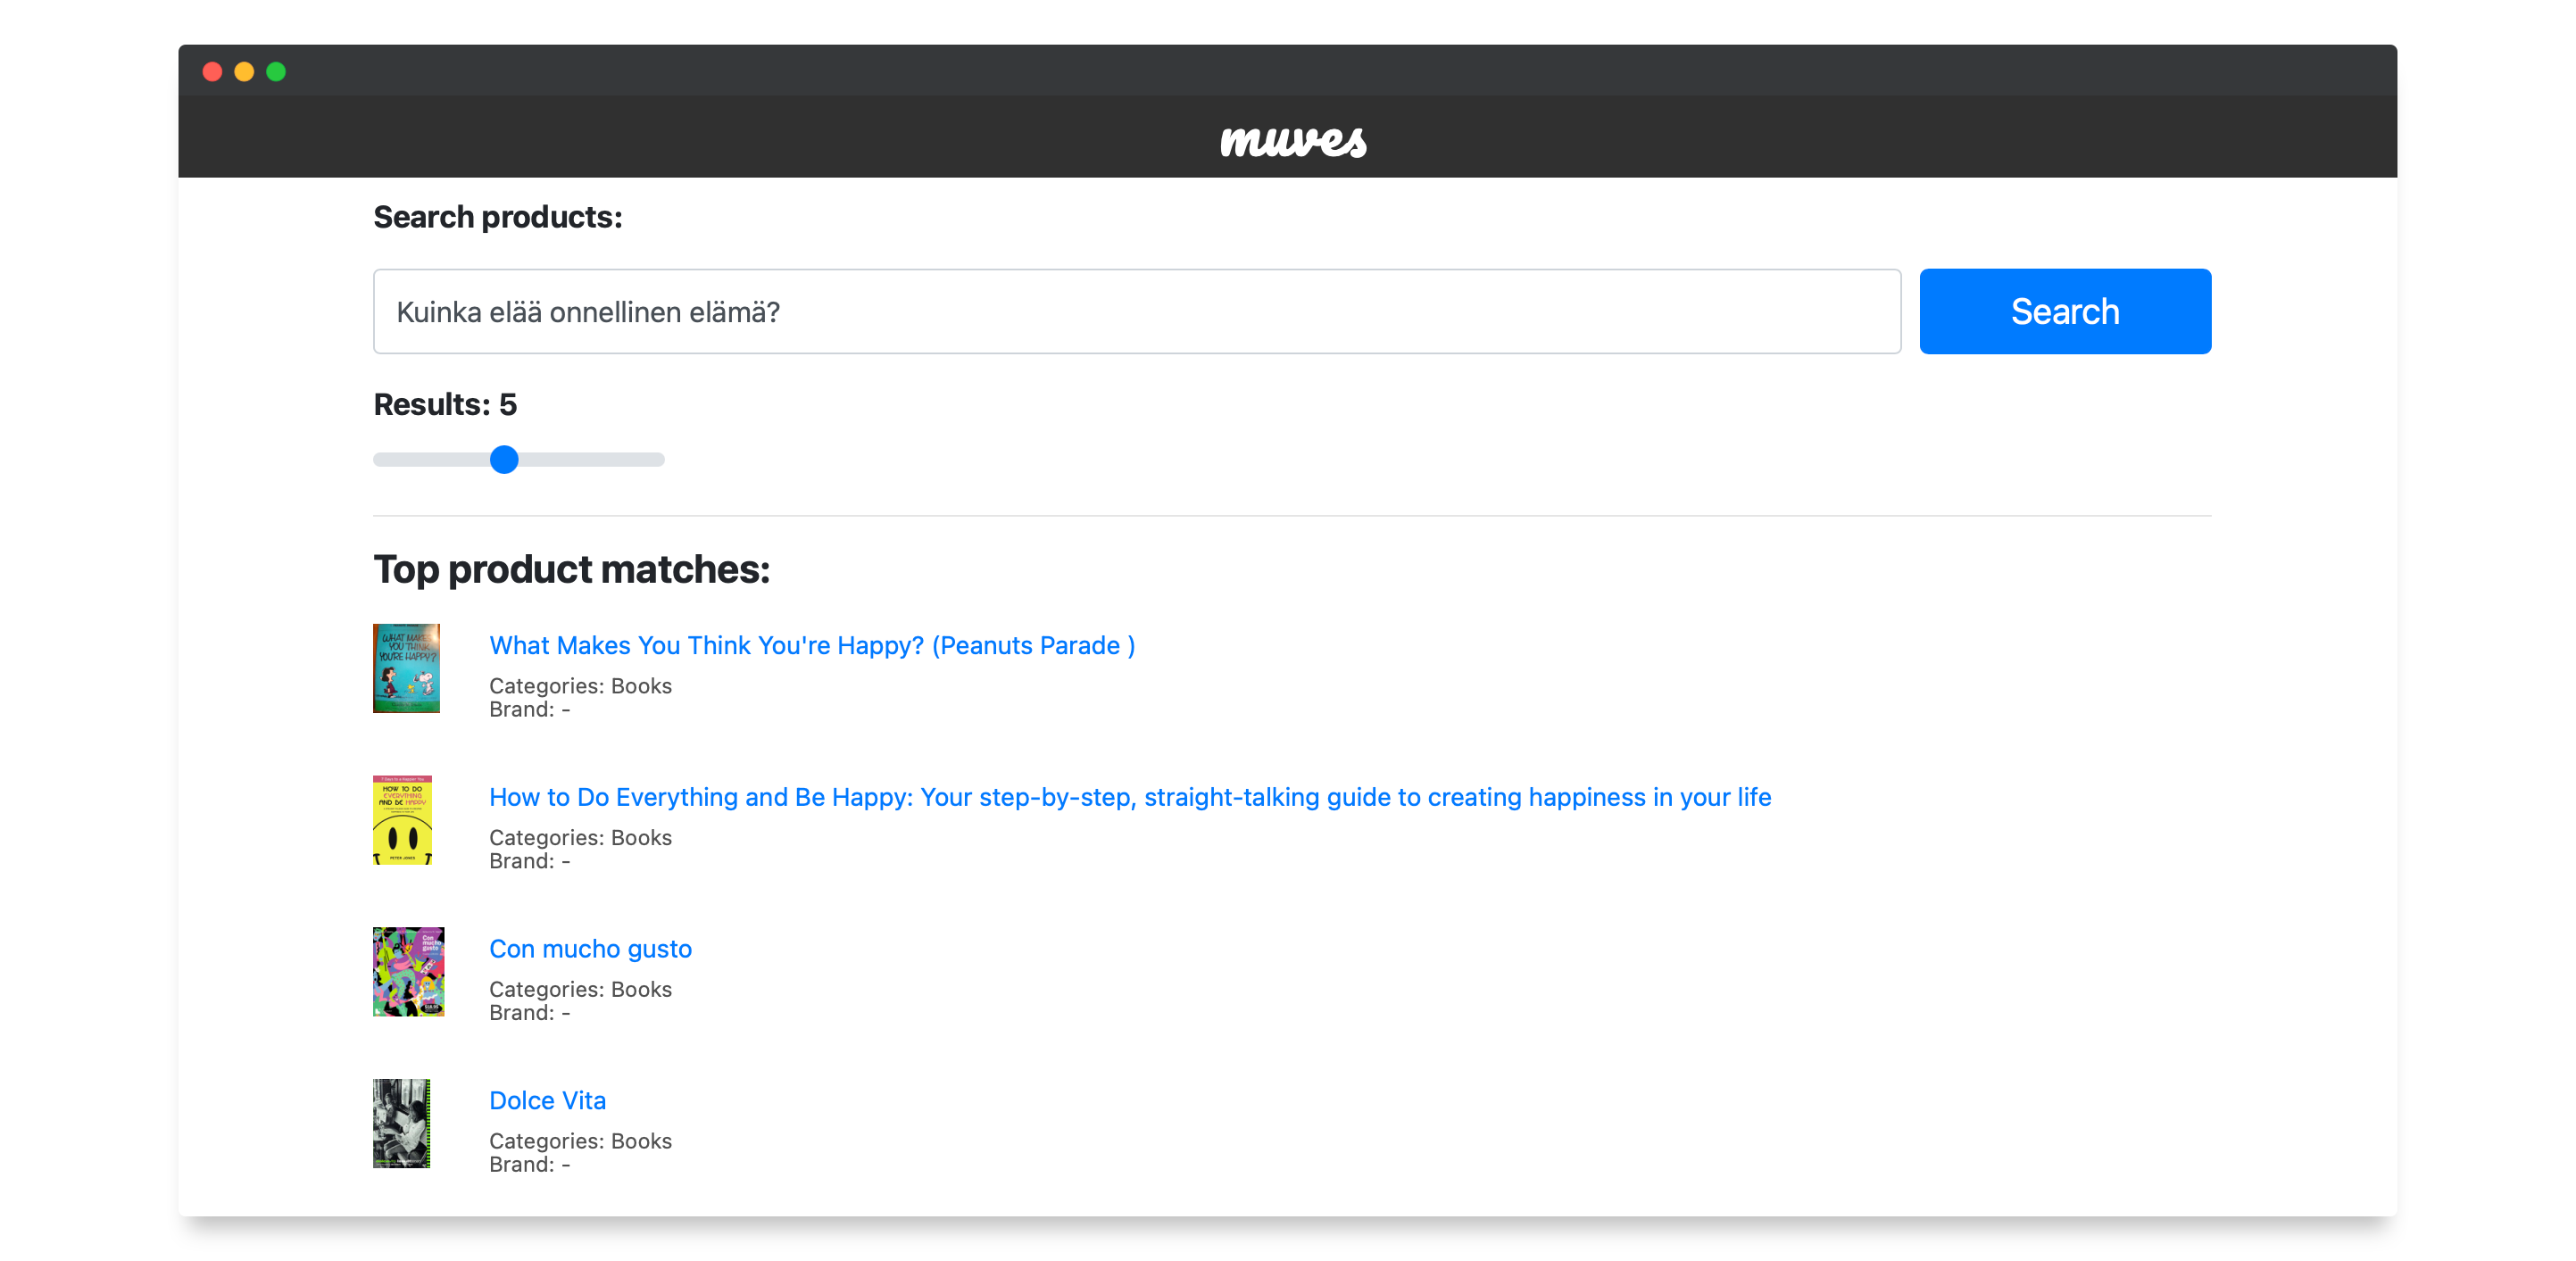 muves
Search products:
Kuinka elää onnellinen elämä?
Search
Results: 5
Top product matches:
WHAT MAKES
YOU THINK
YOU'RE HAPPY?
What Makes You Think You're Happy? (Peanuts Parade )
Categories: Books
Brand: -
HOW TO DO
EVERYTHING
AND BE HAPPY
PETER JONES
How to Do Everything and Be Happy: Your step-by-step, straight-talking guide to creating happiness in your life
Categories: Books
Brand: -
Con
mucho
gusto
Con mucho gusto
Categories: Books
Brand: -
Dolce Vita
Categories: Books
Brand: -